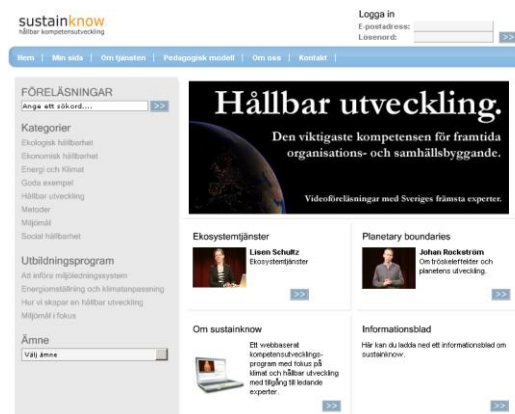 sustainknow
hållbar kompetensutveckling
Logga in
E-postadress:
Lösenord:
>>
Hem | Min sida | Om tjänsten | Pedagogisk modell | Om oss | Kontakt |
FÖRELÄSNINGAR
Ange ett sökord....
>>
Kategorier
Ekologisk hållbarhet
Ekonomisk hållbarhet
Energi och Klimat
Goda exempel
Hållbar utveckling
Metoder
Miljömål
Social hållbarhet
Utbildningsprogram
Att införa miljöledningssystem
Energiomställning och klimatanpassning
Hur vi skapar en hållbar utveckling
Miljömål i fokus
Ämne
Välj ämne
Hållbar utveckling.
Den viktigaste kompetensen för framtida
organisations- och samhällsbyggande.
Videoföreläsningar med Sveriges främsta experter.
Ekosystemtjänster
Lisen Schultz
Ekosystemtjänster
>>
Planetary boundaries
Johan Rockström
Om tröskeleffekter och
planetens utveckling.
>>
Om sustainknow
Ett webbaserat
kompetensutvecklings-
program med fokus på
klimat och hållbar utveckling
med tillgång till ledande
experter.
>>
Informationsblad
Här kan du ladda ned ett informationsblad om
sustainknow.
>>